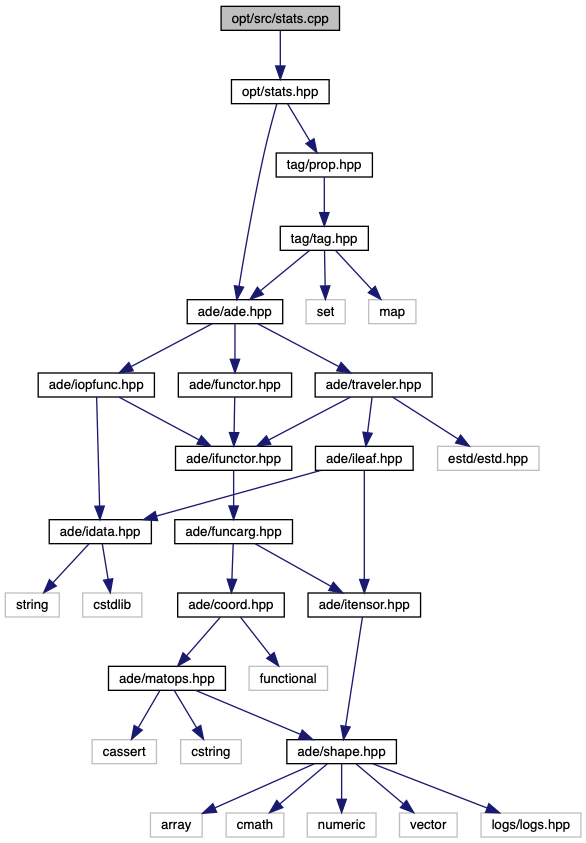 opt/src/stats.cpp
opt/stats.hpp
tag/prop.hpp
tag/tag.hpp
ade/ade.hpp
set
map
ade/iopfunc.hpp
ade/functor.hpp
ade/traveler.hpp
ade/ifunctor.hpp
ade/ileaf.hpp
estd/estd.hpp
ade/idata.hpp
ade/funcarg.hpp
string
cstdlib
ade/coord.hpp
ade/itensor.hpp
ade/matops.hpp
functional
cassert
cstring
ade/shape.hpp
array
cmath
numeric
vector
logs/logs.hpp